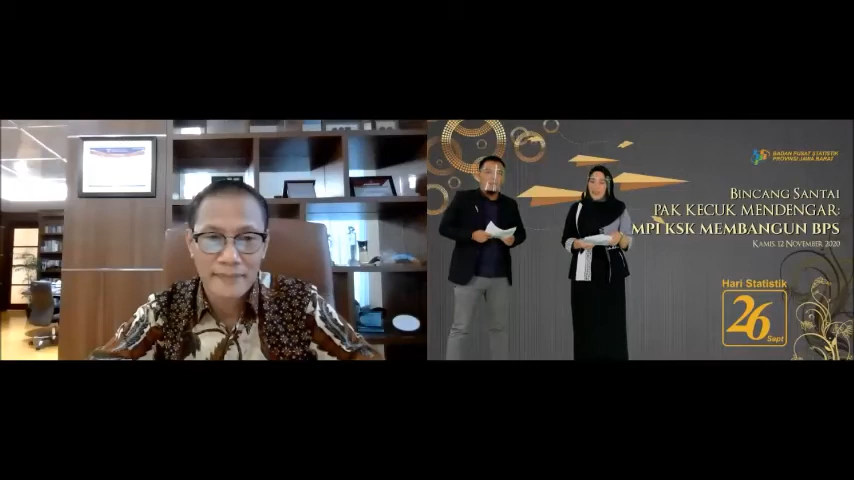 BADAN PUSAT STATISTIK
PROVINSI JAWA BARAT
BINCANG SANTAI
PAK KECUK MENDENGAR:
MPI KSK MEMBANGUN BPS
KAMIS, 12 NOVEMBER 2020
Hari Statistik
26
Sept